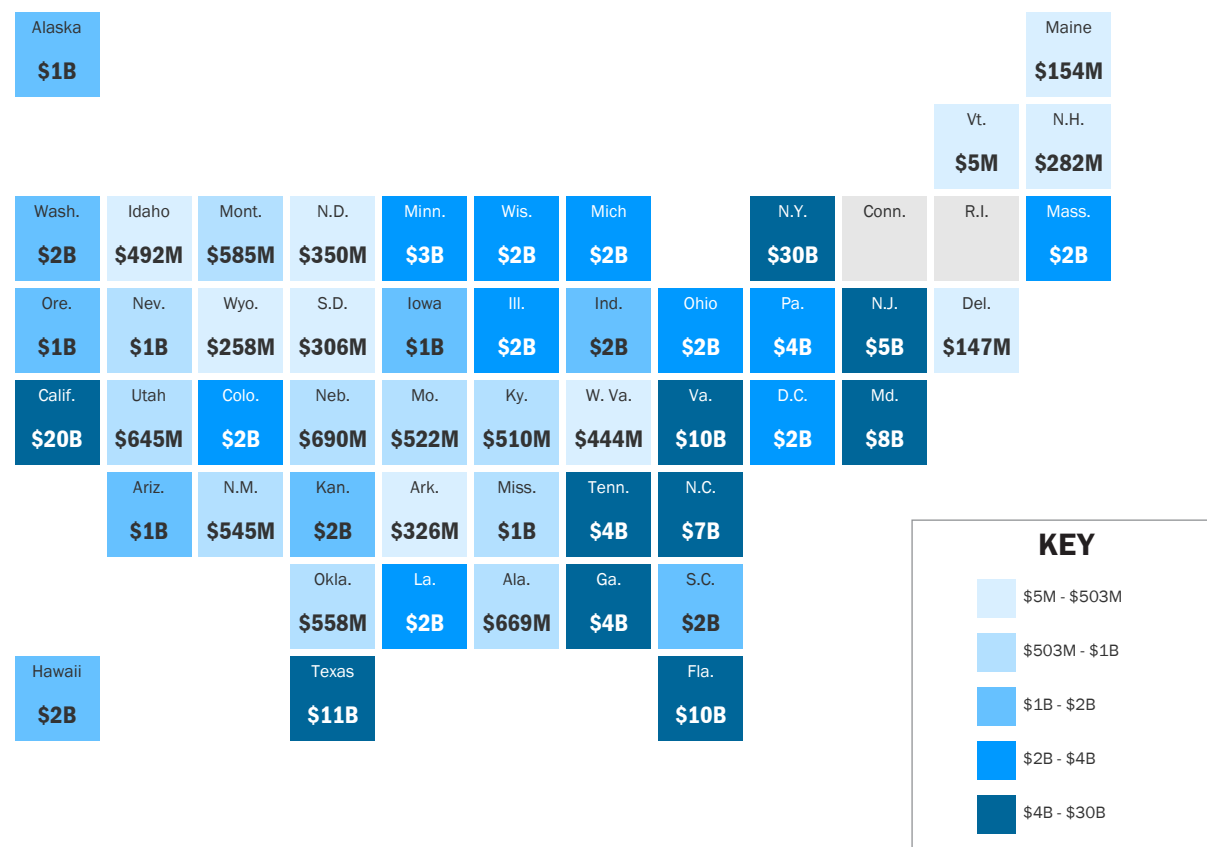 Alaska
$1B
Maine
$154M
Vt.
$5M
N.H.
$282M
Wash.
$2B
Idaho
$492M
Mont.
$585M
N.D.
$350M
Minn.
$3B
Wis.
$2B
Mich
$2B
N.Y.
$30B
Conn.
R.I.
Mass.
$2B
Ore.
$1B
Nev.
$1B
Wyo.
$258M
S.D.
$306M
Iowa
$1B
Ill.
$2B
Ind.
$2B
Ohio
$2B
Pa.
$4B
N.J.
$5B
Del.
$147M
Calif.
$20B
Utah
$645M
Colo.
$2B
Neb.
$690M
Mo.
$522M
Ky.
$510M
W. Va.
$444M
Va.
$10B
D.C.
$2B
Md.
$8B
Ariz.
$1B
N.M.
$545M
Kan.
$2B
Ark.
$326M
Miss.
$1B
Tenn.
$4B
N.C.
$7B
Okla.
$558M
La.
$2B
Ala.
$669M
Ga.
$4B
S.C.
$2B
Hawaii
$2B
Texas
$11B
Fla.
$10B
KEY
$5M - $503M
$503M - $1B
$1B - $2B
$2B - $4B
$4B - $30B